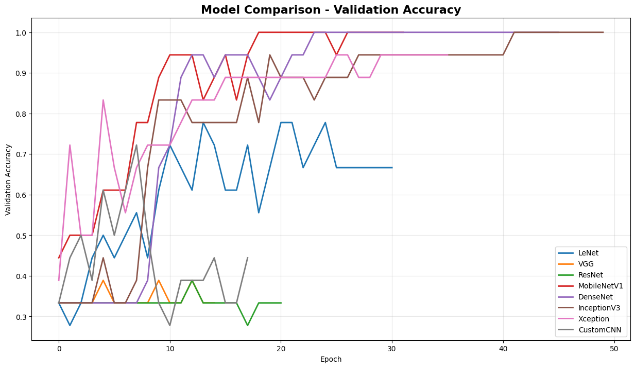 Model Comparison - Validation Accuracy
Validation Accuracy
1.0
0.9
0.8
0.7
0.6
0.5
0.4
0.3
0
10
20
30
40
50
Epoch
LeNet
VGG
ResNet
MobileNetV1
DenseNet
InceptionV3
Xception
CustomCNN